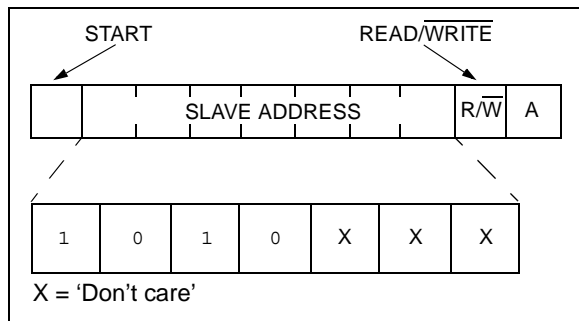 START READ/WRITE
SLAVE ADDRESS R/W A
1 0 1 0 X X X
X = ‘Don’t care’